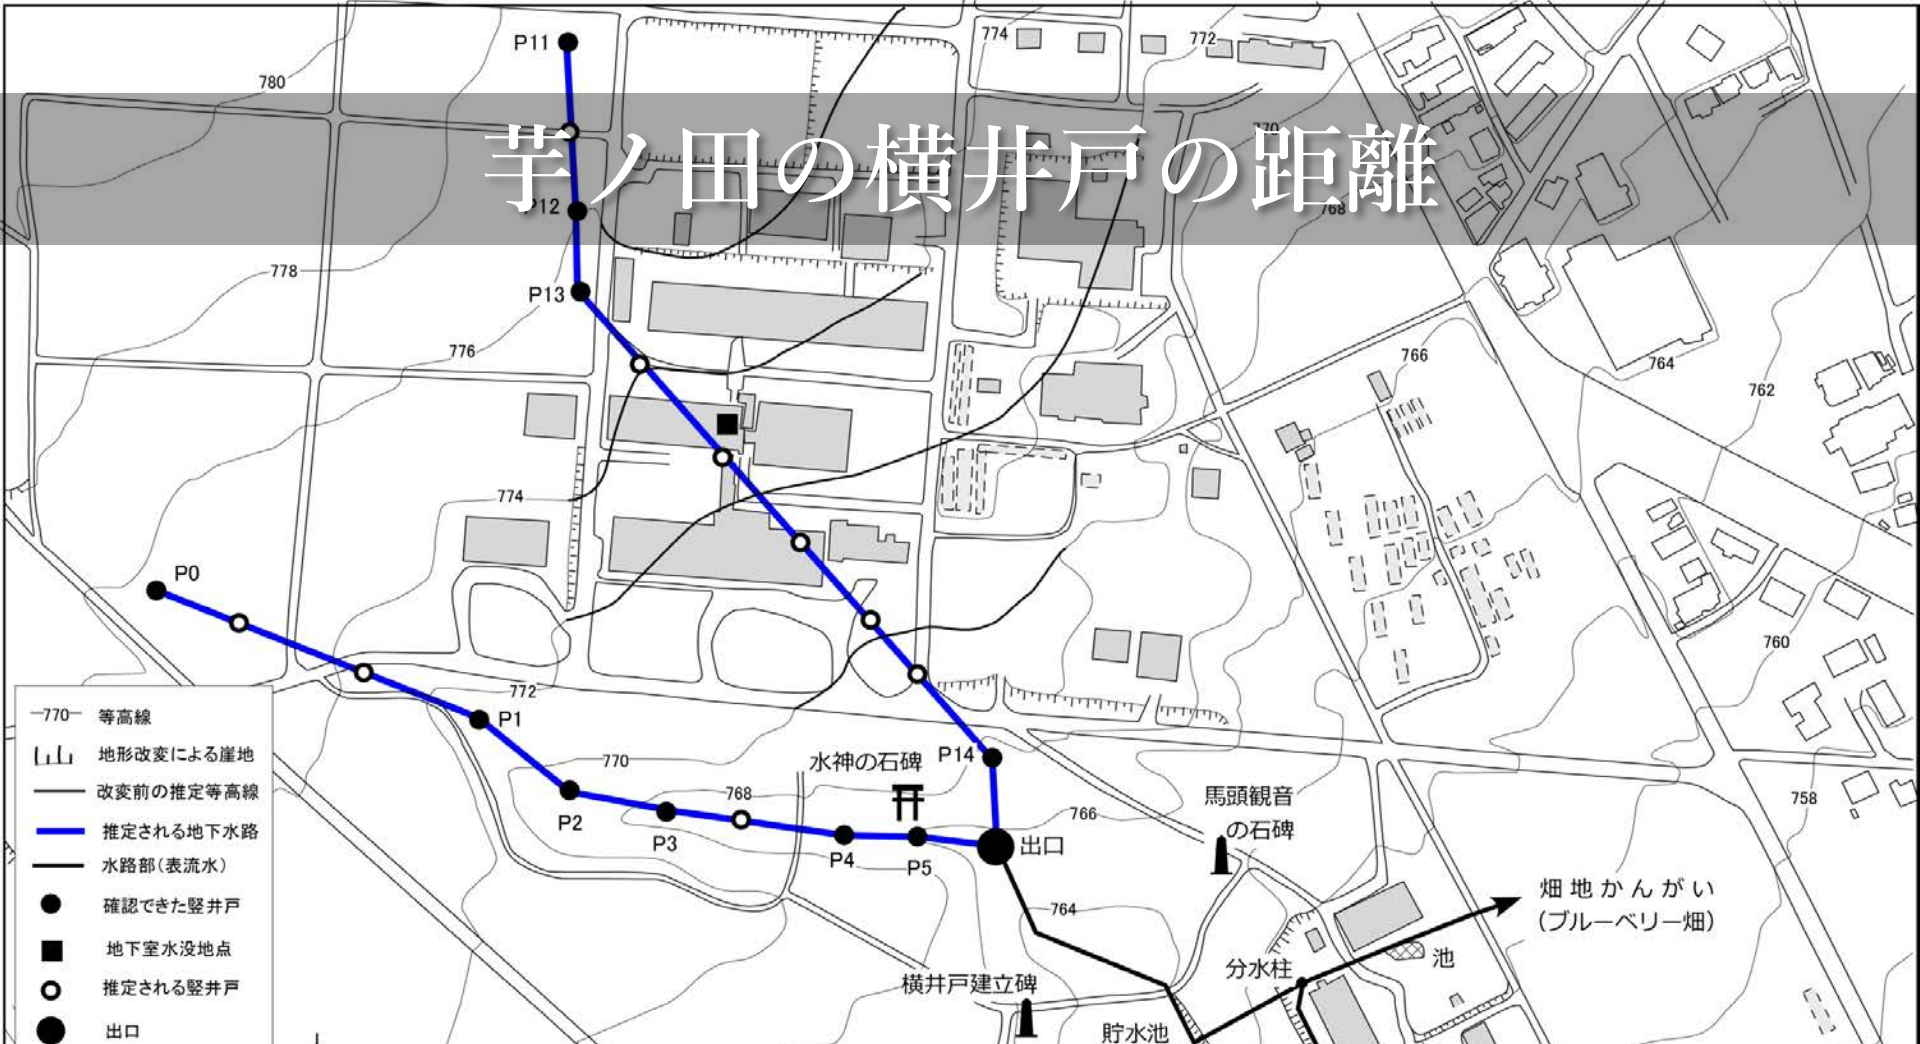 芋ノ田の横井戸の距離
P11
774
772
780
770
P12
768
778
P13
776
766
764
762
774
P0
760
772
P1
770
水神の石碑
P14
768
馬頭観音
の石碑
766
758
P2
P3
P4
P5
出口
764
畑地かんがい
(ブルーベリー畑)
分水柱
池
横井戸建立碑
貯水池
770 等高線
地形改変による崖地
改変前の推定等高線
推定される地下水路
水路部(表流水)
確認できた竪井戸
地下室水没地点
推定される竪井戸
出口